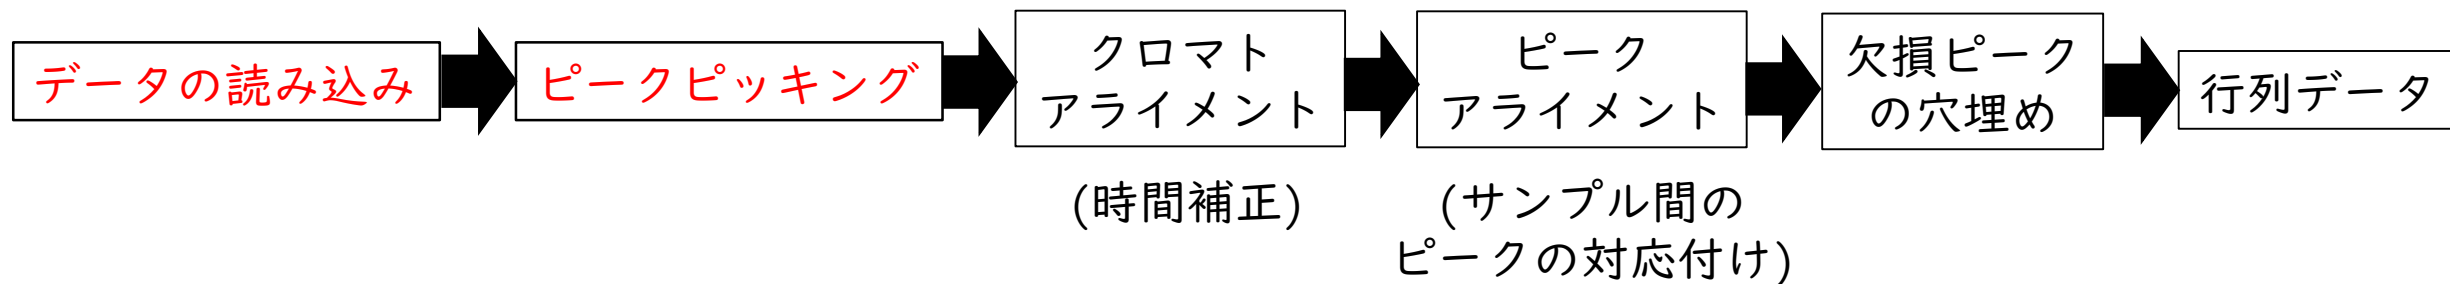 データの読み込み
ピークピッキング
クロマト
アライメント
(時間補正)
ピーク
アライメント
(サンプル間の
ピークの対応付け)
欠損ピーク
の穴埋め
行列データ